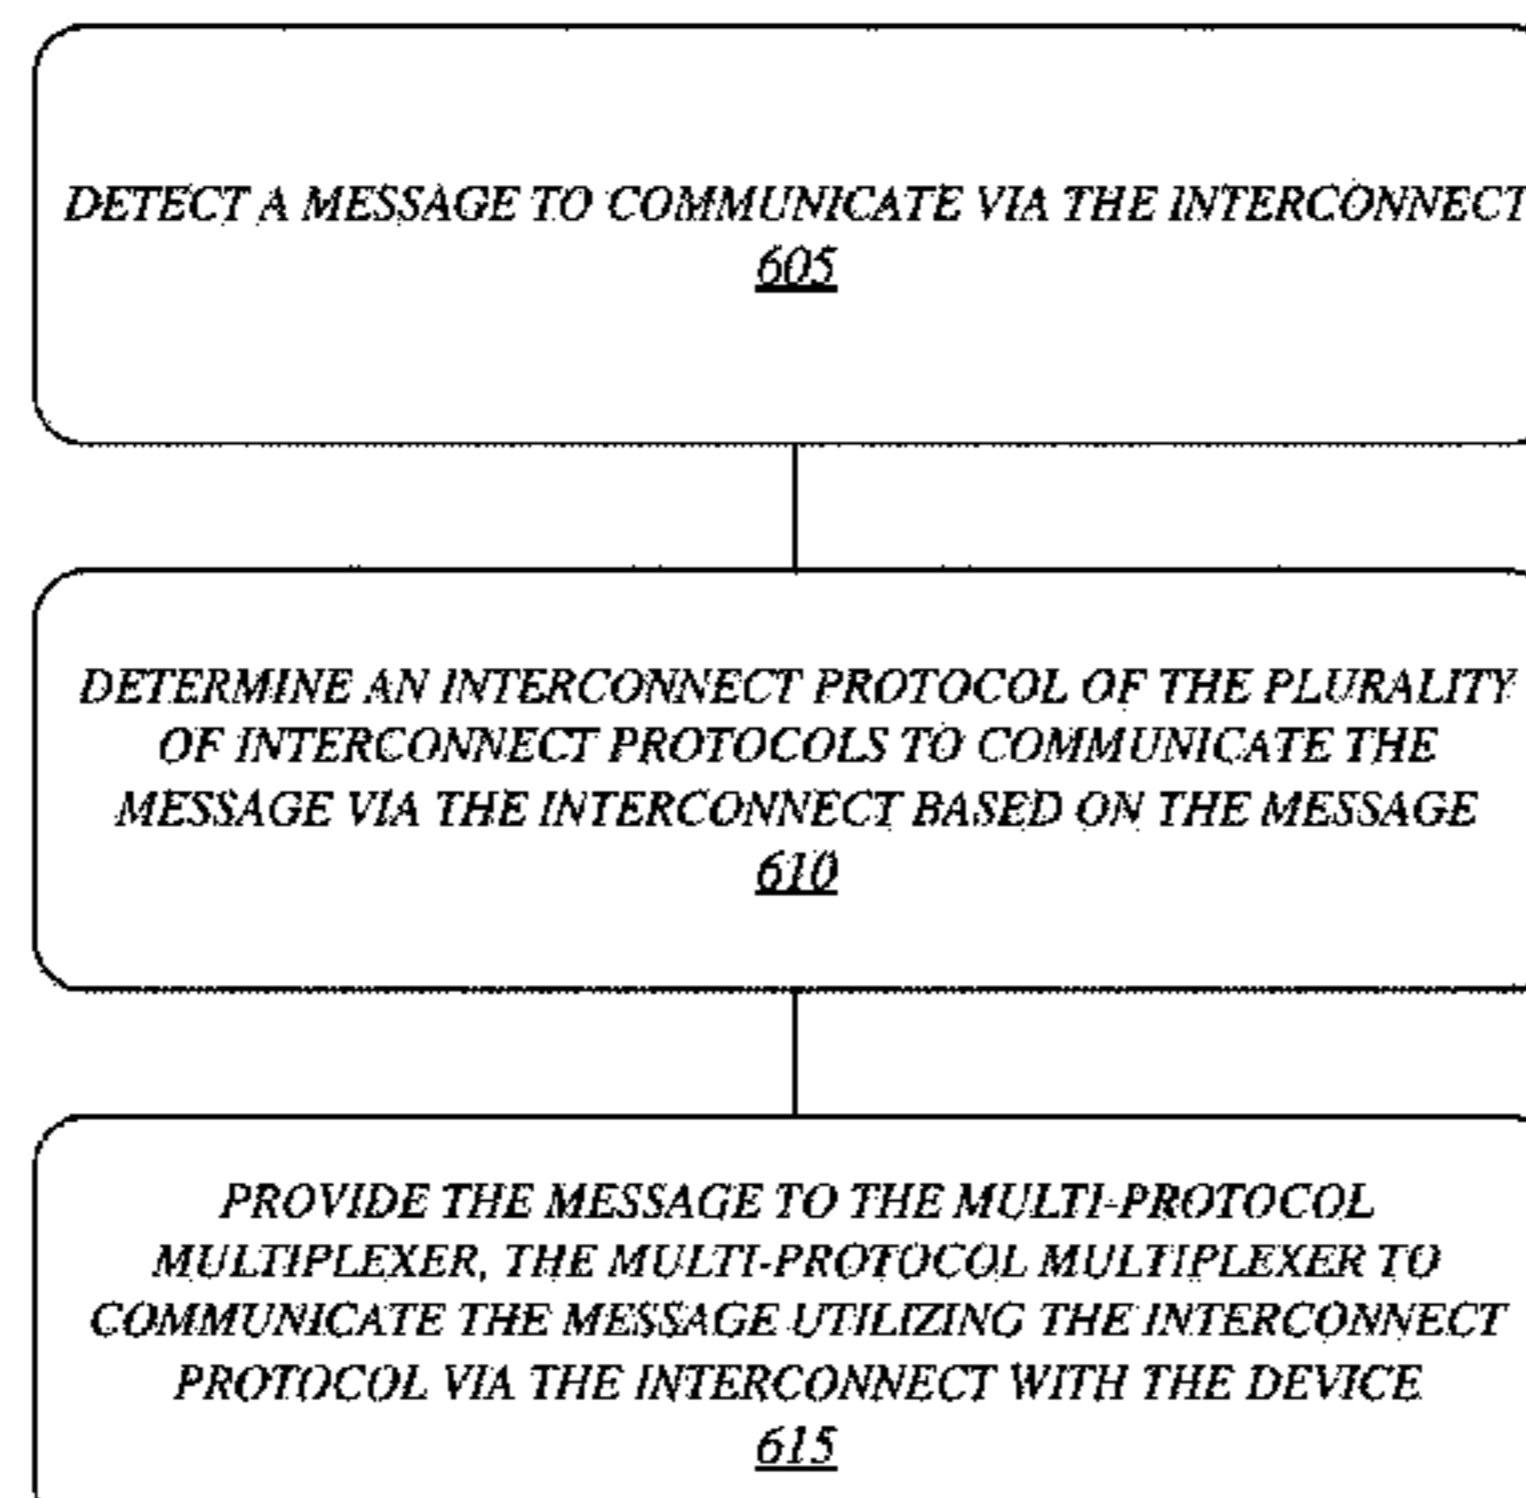 DETECT A MESSAGE TO COMMUNICATE VIA THE INTERCONNECT
605
DETERMINE AN INTERCONNECT PROTOCOL OF THE PLURALITY
OF INTERCONNECT PROTOCOLS TO COMMUNICATE THE
MESSAGE VIA THE INTERCONNECT BASED ON THE MESSAGE
610
PROVIDE THE MESSAGE TO THE MULTI-PROTOCOL
MULTIPLEXER, THE MULTI-PROTOCOL MULTIPLEXER TO
COMMUNICATE THE MESSAGE UTILIZING THE INTERCONNECT
PROTOCOL VIA THE INTERCONNECT WITH THE DEVICE
615